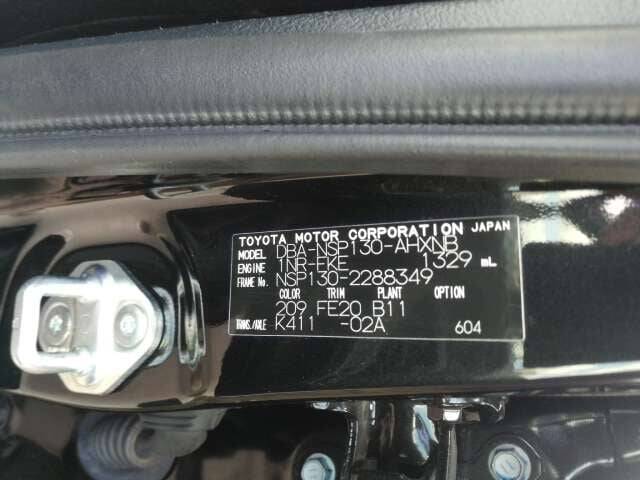 TOYOTA MOTOR CORPORATION JAPAN
MODEL DBA-NSP130-AHXNB
ENGINE 1NR-FKE 1329 mL
FRAME No. NSP130-2288349
COLOR TRIM PLANT
209 FE20 B11
TRANS./AXLE K411 -02A 604